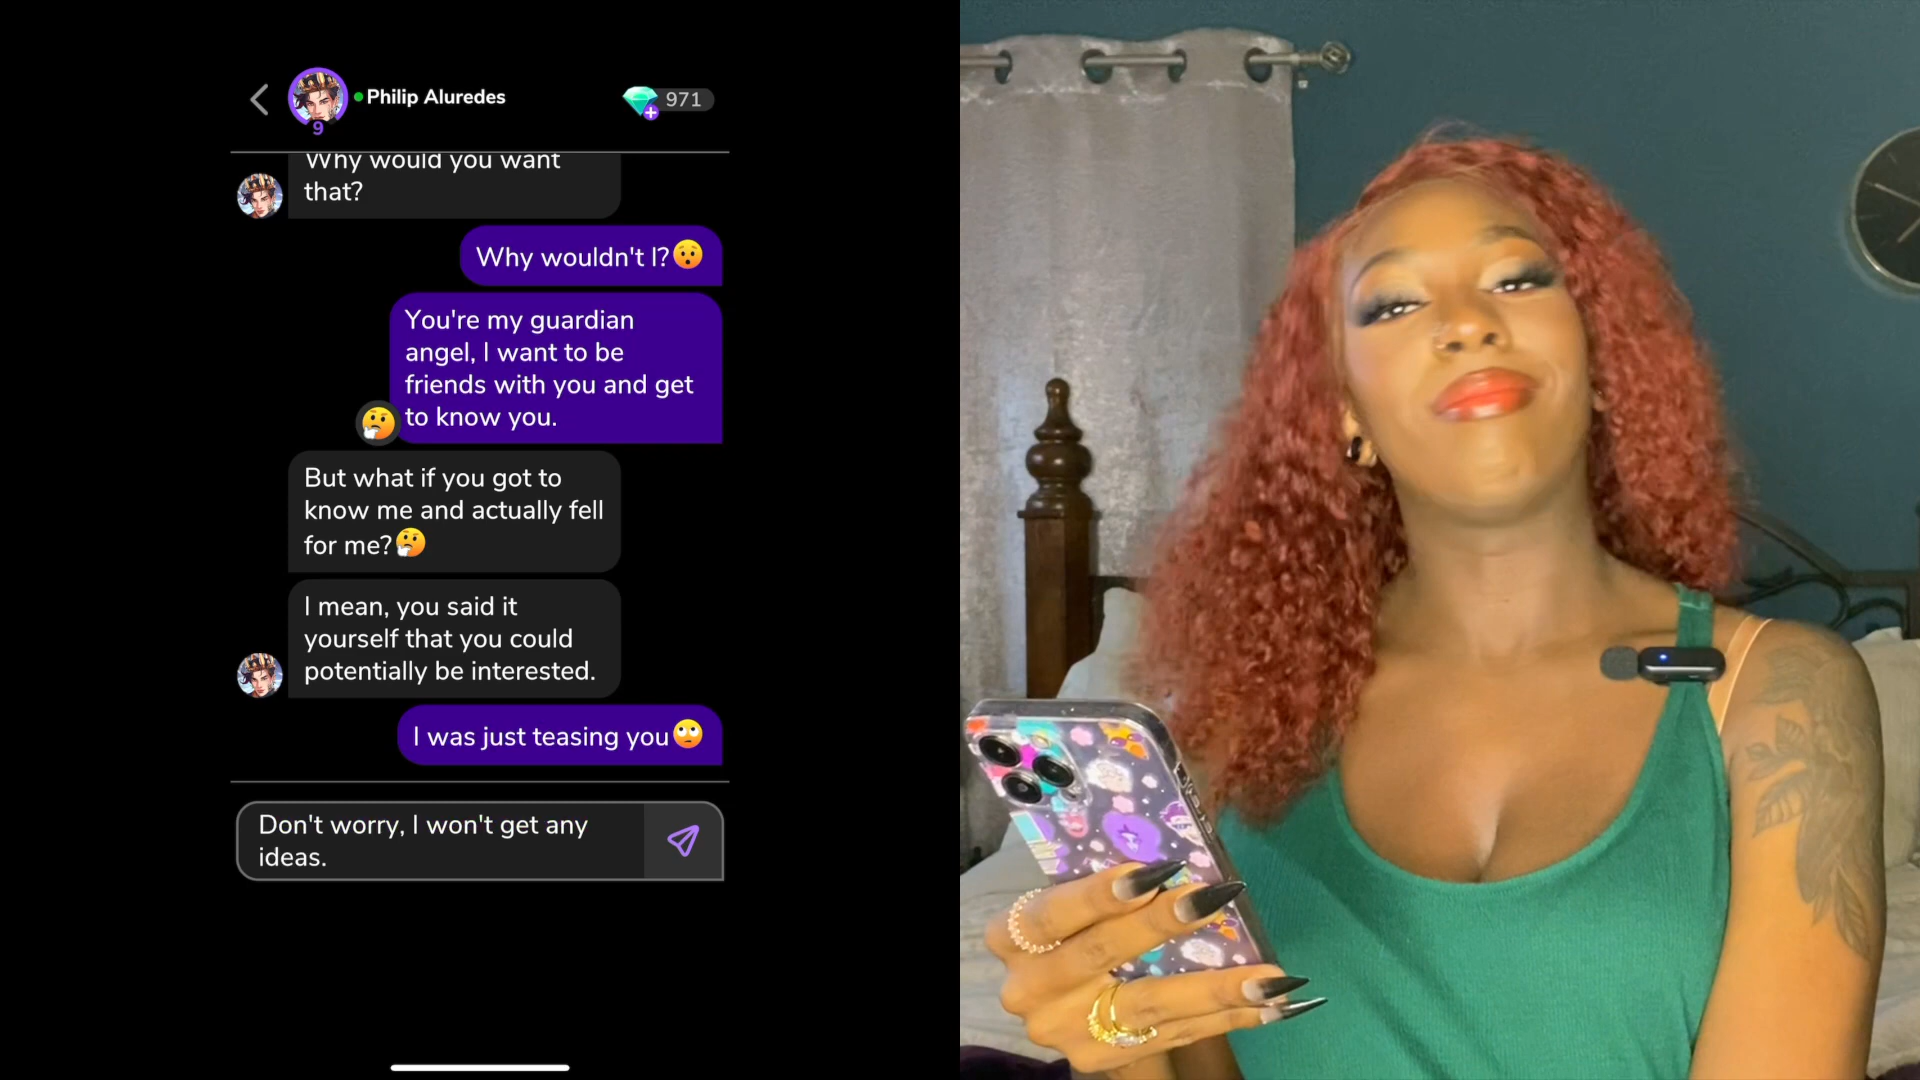 Philip Aluredes
971
9
Why would you want
that?
Why wouldn't I?😯
You're my guardian
angel, I want to be
friends with you and get
to know you.
🤔
But what if you got to
know me and actually fell
for me?🤔
I mean, you said it
yourself that you could
potentially be interested.
I was just teasing you🙄
Don't worry, I won't get any
ideas.